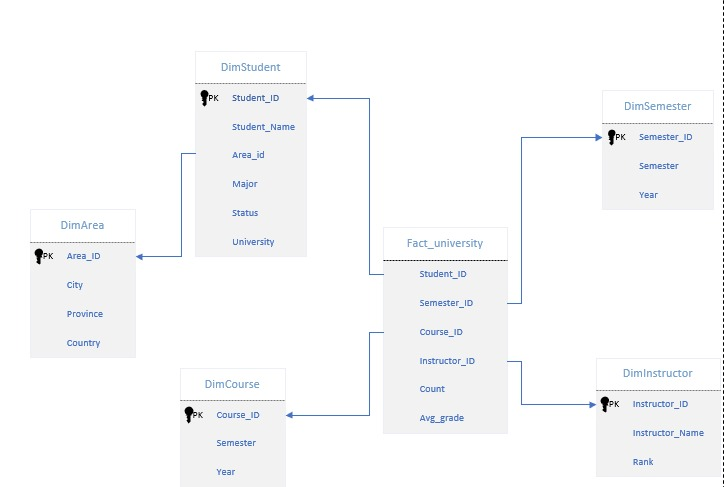 DimStudent
PK Student_ID
Student_Name
Area_id
Major
Status
University
DimSemester
PK Semester_ID
Semester
Year
DimArea
PK Area_ID
City
Province
Country
Fact_university
Student_ID
Semester_ID
Course_ID
Instructor_ID
Count
Avg_grade
DimCourse
PK Course_ID
Semester
Year
DimInstructor
PK Instructor_ID
Instructor_Name
Rank